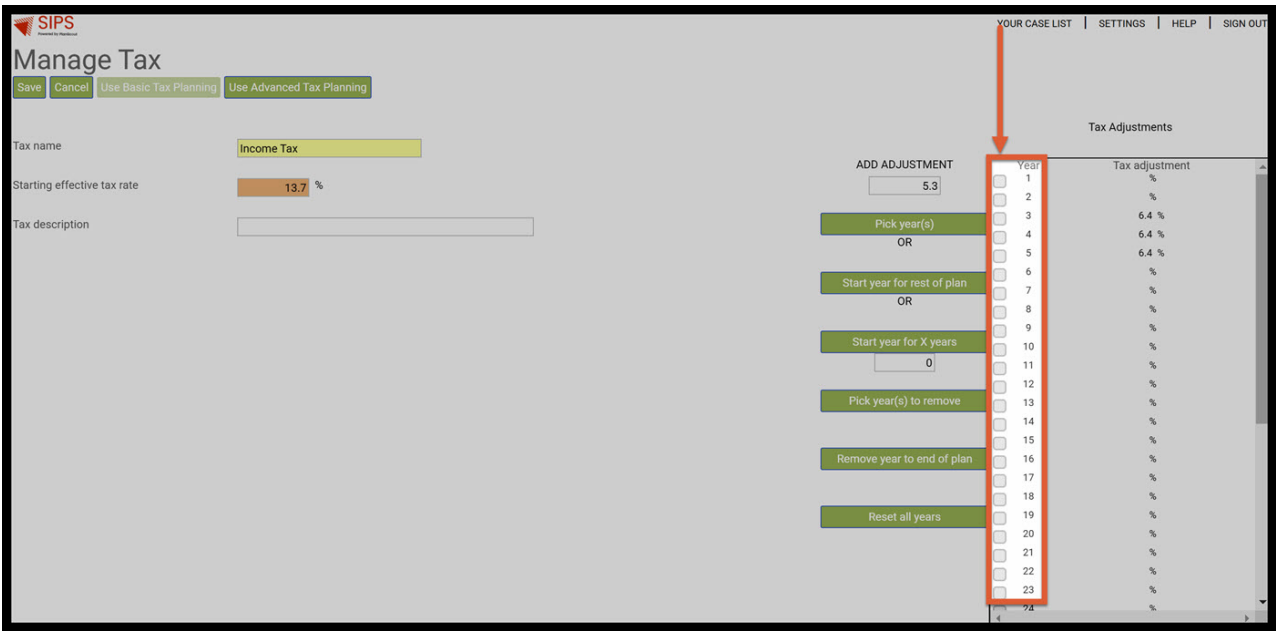 SIPS
YOUR CASE LIST | SETTINGS | HELP | SIGN OUT
Manage Tax
Save Cancel Use Basic Tax Planning Use Advanced Tax Planning
Tax Adjustments
Tax name Income Tax
Starting effective tax rate 13.7 %
Tax description
ADD ADJUSTMENT
5.3
Pick year(s)
OR
Start year for rest of plan
OR
Start year for X years
0
Pick year(s) to remove
Remove year to end of plan
Reset all years
Year Tax adjustment
1 %
2 %
3 6.4 %
4 6.4 %
5 6.4 %
6 %
7 %
8 %
9 %
10 %
11 %
12 %
13 %
14 %
15 %
16 %
17 %
18 %
19 %
20 %
21 %
22 %
23 %
24 %